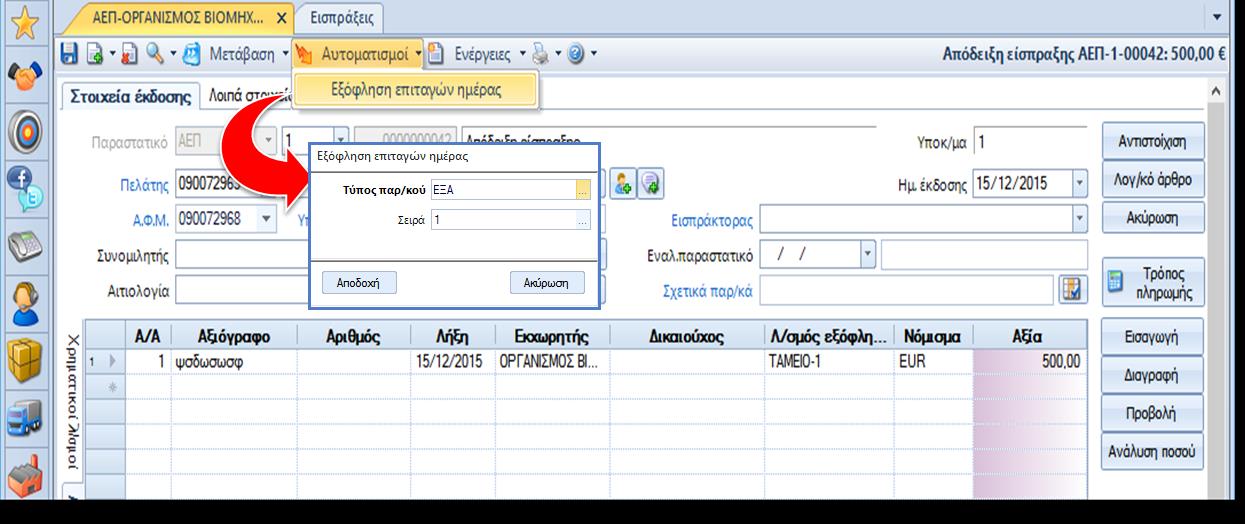 ΑΕΠ-ΟΡΓΑΝΙΣΜΟΣ ΒΙΟΜΗΧ... X Εισπράξεις
Μετάβαση Αυτοματισμοί Ενέργειες Απόδειξη είσπραξης ΑΕΠ-1-00042: 500,00 €
Εξόφληση επιταγών ημέρας
Στοιχεία έκδοσης Λοιπά στοιχεία
Παραστατικό ΑΕΠ 1 0000000042 Απόδειξη είσπραξης Υποκ/μα 1 Αντιστοίχιση
Εξόφληση επιταγών ημέρας
Πελάτης 090072968 Ημ. έκδοσης 15/12/2015 Λογ/κό άρθρο
Τύπος παρ/κού ΕΞΑ ...
Α.Φ.Μ. 090072968 Εισπράκτορας Ακύρωση
Σειρά 1 ...
Συνομιλητής Εναλ.παραστατικό / /
Αποδοχή Ακύρωση
Αιτιολογία Σχετικά παρ/κά Τρόπος
πληρωμής
Χρηματικοί λ/μοί
Α/Α Αξιόγραφο Αριθμός Λήξη Εκχωρητής Δικαιούχος Λ/σμός εξόφλη... Νόμισμα Αξία Εισαγωγή
1 1 ψσδωσωσφ 15/12/2015 ΟΡΓΑΝΙΣΜΟΣ ΒΙ... ΤΑΜΕΙΟ-1 EUR 500,00
Διαγραφή
Προβολή
Ανάλυση ποσού